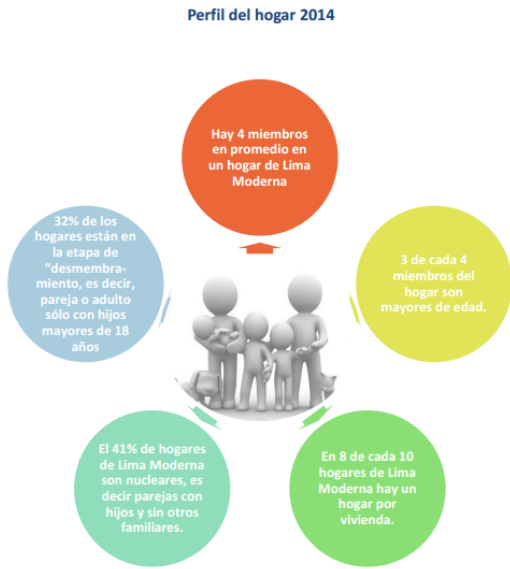 Perfil del hogar 2014
Hay 4 miembros
en promedio en
un hogar de Lima
Moderna
3 de cada 4
miembros del
hogar son
mayores de edad.
En 8 de cada 10
hogares de Lima
Moderna hay un
hogar por
vivienda.
El 41% de hogares
de Lima Moderna
son nucleares, es
decir parejas con
hijos y sin otros
familiares.
32% de los
hogares están en
la etapa de
“desmembra-
miento, es decir,
pareja o adulto
sólo con hijos
mayores de 18
años